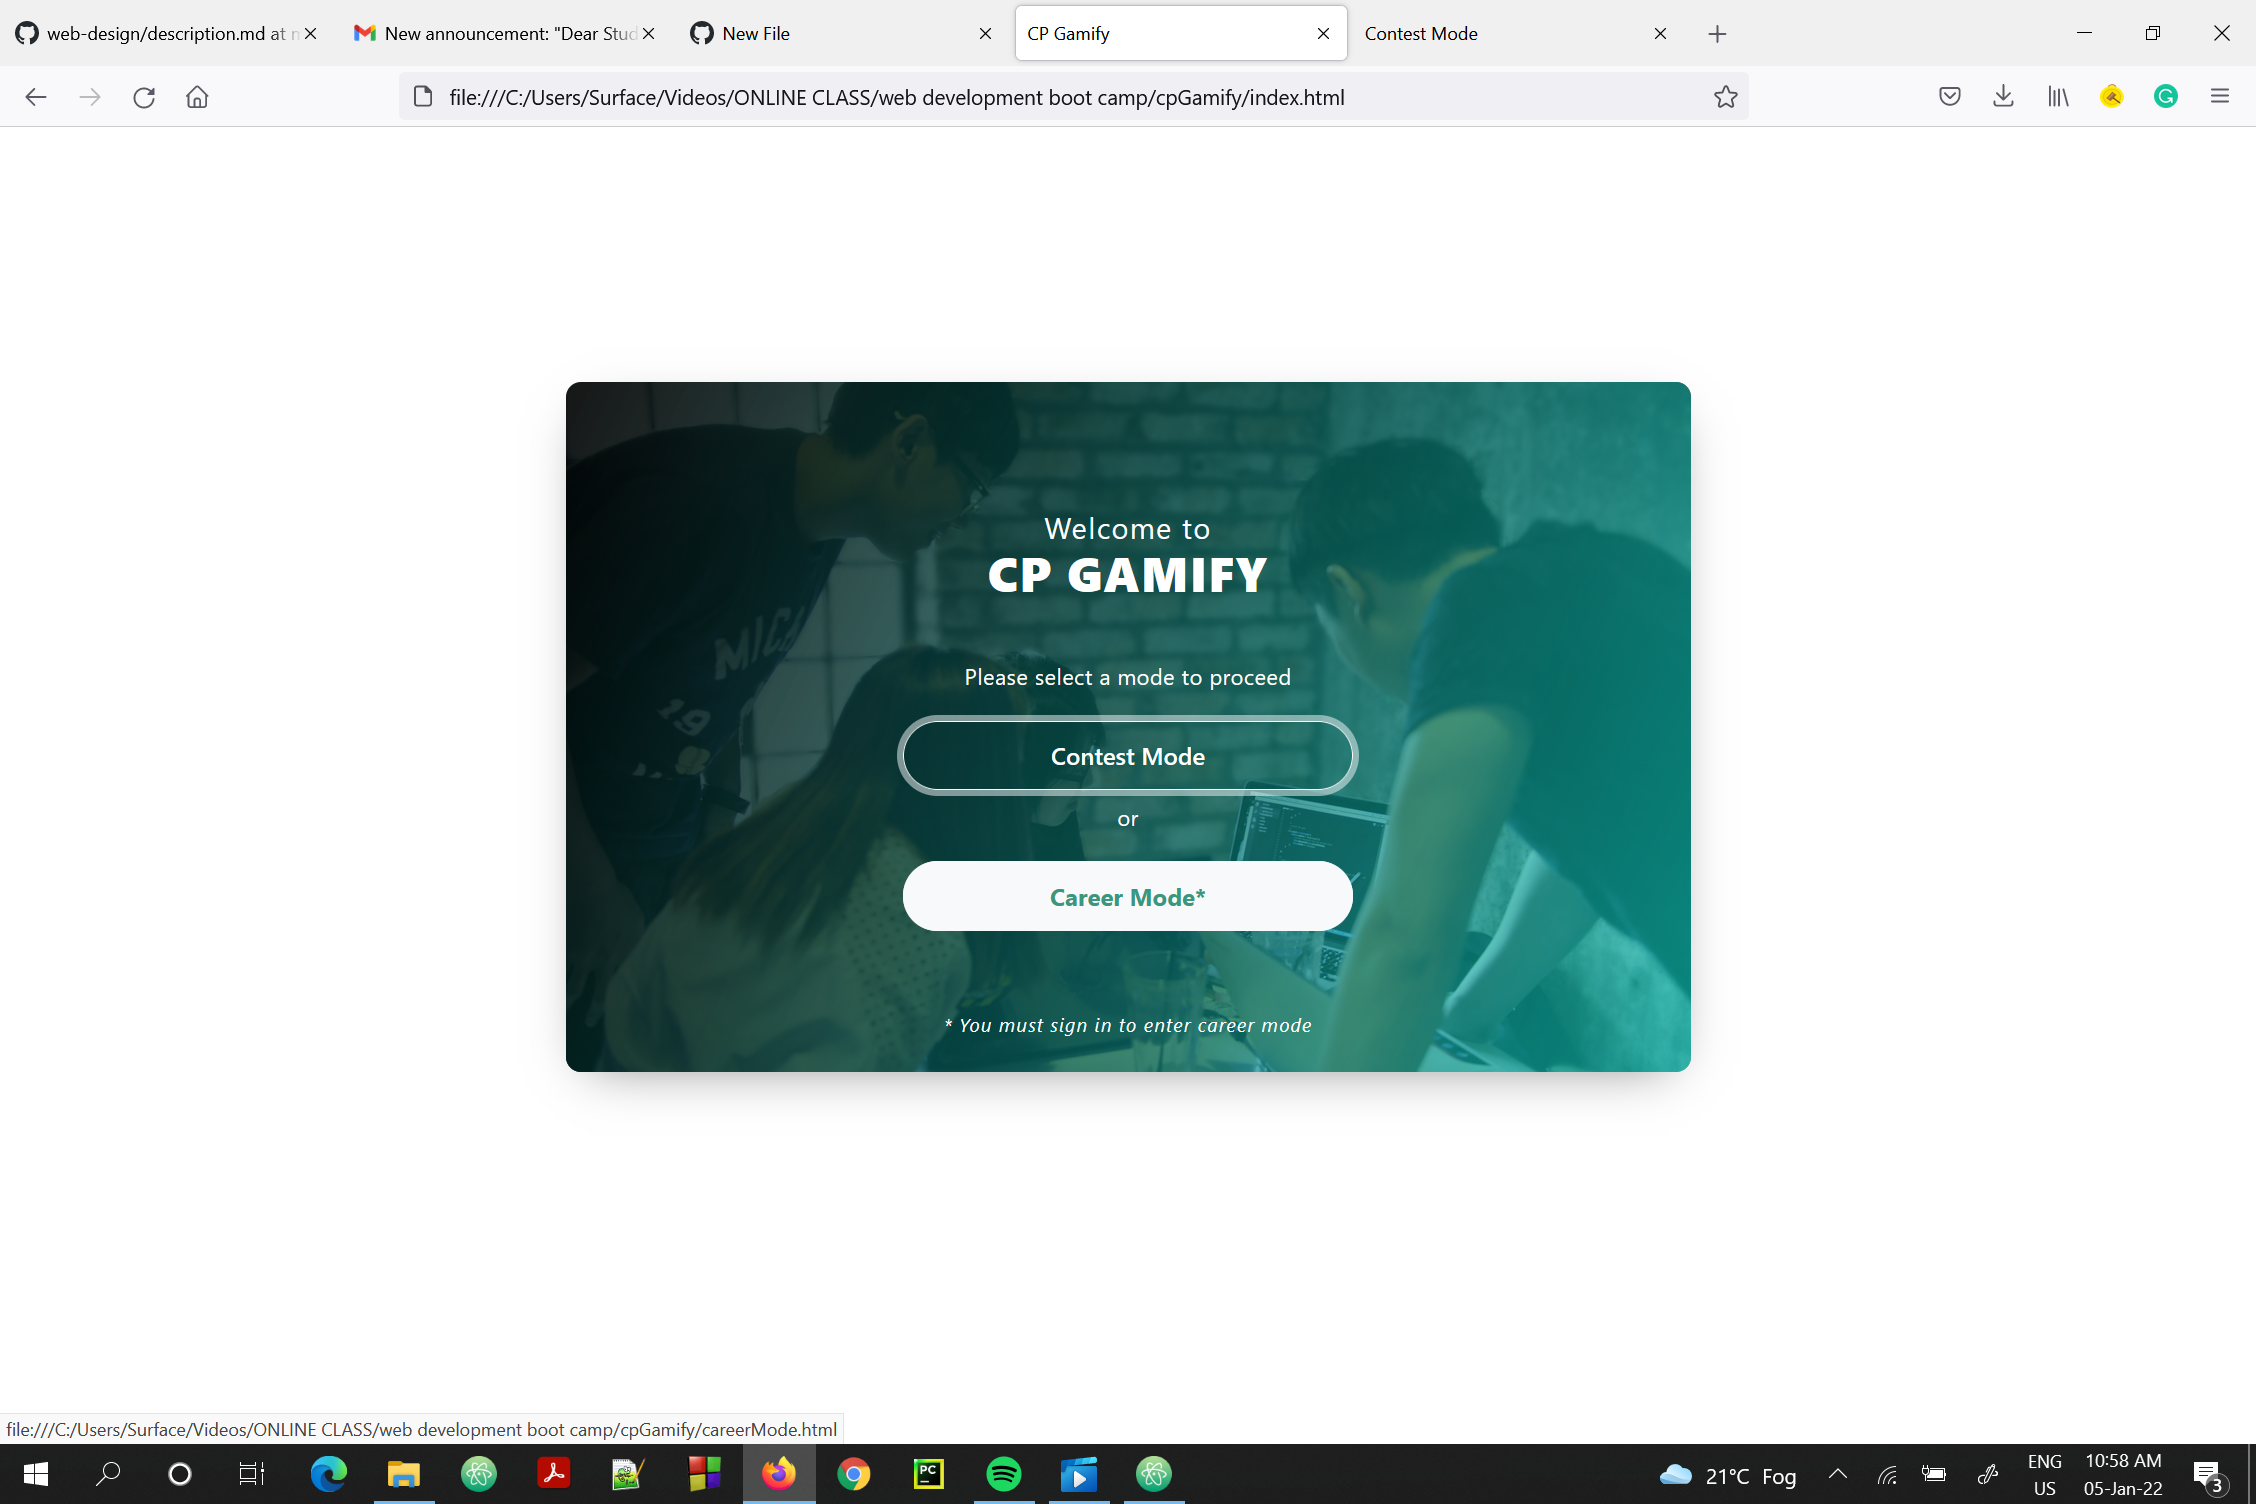 web-design/description.md at
New announcement: "Dear Stud
New File
CP Gamify
Contest Mode
file:///C:/Users/Surface/Videos/ONLINE CLASS/web development boot camp/cpGamify/index.html
Welcome to
CP GAMIFY
Please select a mode to proceed
Contest Mode
or
Career Mode*
* You must sign in to enter career mode
19
file:///C:/Users/Surface/Videos/ONLINE CLASS/web development boot camp/cpGamify/careerMode.html
PC
21°C Fog
ENG
US
10:58 AM
05-Jan-22
3